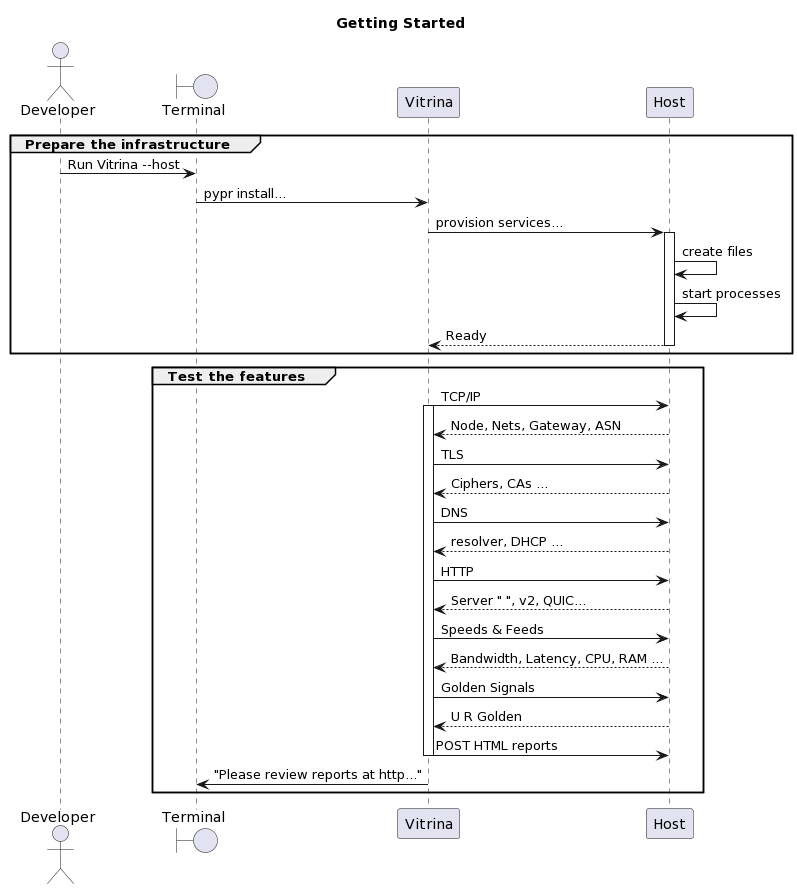 Getting Started
Developer
Terminal
Vitrina
Host
Prepare the infrastructure
Run Vitrina --host
pypr install...
provision services...
create files
start processes
Ready
Test the features
TCP/IP
Node, Nets, Gateway, ASN
TLS
Ciphers, CAs ...
DNS
resolver, DHCP ...
HTTP
Server " ", v2, QUIC...
Speeds & Feeds
Bandwidth, Latency, CPU, RAM ...
Golden Signals
U R Golden
POST HTML reports
"Please review reports at http..."
Developer
Terminal
Vitrina
Host